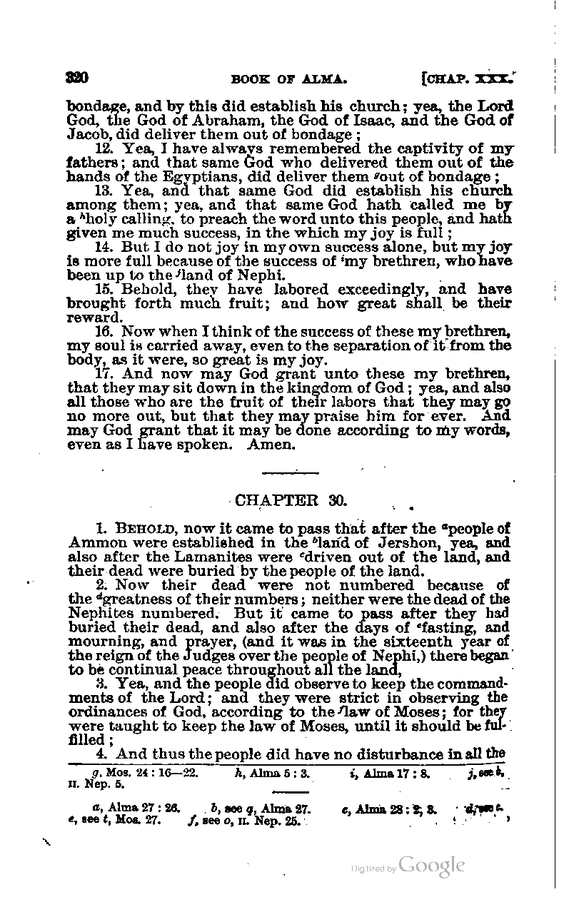 320 BOOK OF ALMA. [CHAP. XXX.
bondage, and by this did establish his church; yea, the Lord
God, the God of Abraham, the God of Isaac, and the God of
Jacob, did deliver them out of bondage;
12. Yea, I have always remembered the captivity of my
fathers; and that same God who delivered them out of the
hands of the Egyptians, did deliver them gout of bondage;
13. Yea, and that same God did establish his church
among them; yea, and that same God hath called me by
a hholy calling, to preach the word unto this people, and hath
given me much success, in the which my joy is full;
14. But I do not joy in my own success alone, but my joy
is more full because of the success of imy brethren, who have
been up to the jland of Nephi.
15. Behold, they have labored exceedingly, and have
brought forth much fruit; and how great shall be their
reward.
16. Now when I think of the success of these my brethren,
my soul is carried away, even to the separation of it from the
body, as it were, so great is my joy.
17. And now may God grant unto these my brethren,
that they may sit down in the kingdom of God; yea, and also
all those who are the fruit of their labors that they may go
no more out, but that they may praise him for ever. And
may God grant that it may be done according to my words,
even as I have spoken. Amen.
CHAPTER 30.
1. BEHOLD, now it came to pass that after the apeople of
Ammon were established in the bland of Jershon, yea, and
also after the Lamanites were cdriven out of the land, and
their dead were buried by the people of the land.
2. Now their dead were not numbered because of
the dgreatness of their numbers; neither were the dead of the
Nephites numbered. But it came to pass after they had
buried their dead, and also after the days of efasting, and
mourning, and prayer, (and it was in the sixteenth year of
the reign of the Judges over the people of Nephi,) there began
to be continual peace throughout all the land,
3. Yea, and the people did observe to keep the command-
ments of the Lord; and they were strict in observing the
ordinances of God, according to the flaw of Moses; for they
were taught to keep the law of Moses, until it should be ful-
filled;
4. And thus the people did have no disturbance in all the
g, Mos. 24:16—22. h, Alma 5:3. i, Alma 17:8. j, see b,
II. Nep. 5.
a, Alma 27:26. b, see g, Alma 27. c, Alma 28:2, 3. d, see c.
e, see t, Mos. 27. f, see o, II. Nep. 25.
Digitized by Google